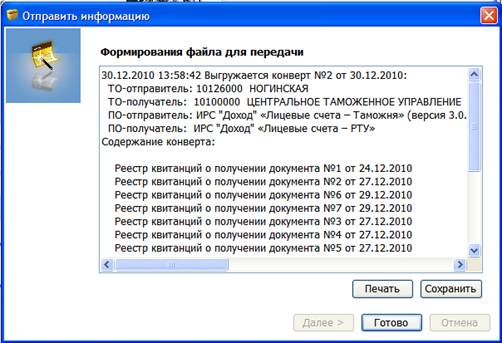 Отправить информацию
Формирования файла для передачи
30.12.2010 13:58:42 Выгружается конверт №2 от 30.12.2010:
ТО-отправитель: 10126000 НОГИНСКАЯ
ТО-получатель: 10100000 ЦЕНТРАЛЬНОЕ ТАМОЖЕННОЕ УПРАВЛЕНИЕ
ПО-отправитель: ИРС "Доход" «Лицевые счета – Таможня» (версия 3.0.
ПО-получатель: ИРС "Доход" «Лицевые счета – РТУ»
Содержание конверта:
Реестр квитанций о получении документа №1 от 24.12.2010
Реестр квитанций о получении документа №2 от 27.12.2010
Реестр квитанций о получении документа №6 от 29.12.2010
Реестр квитанций о получении документа №7 от 29.12.2010
Реестр квитанций о получении документа №3 от 27.12.2010
Реестр квитанций о получении документа №4 от 27.12.2010
Реестр квитанций о получении документа №5 от 27.12.2010
Печать Сохранить
Далее > Готово Отмена